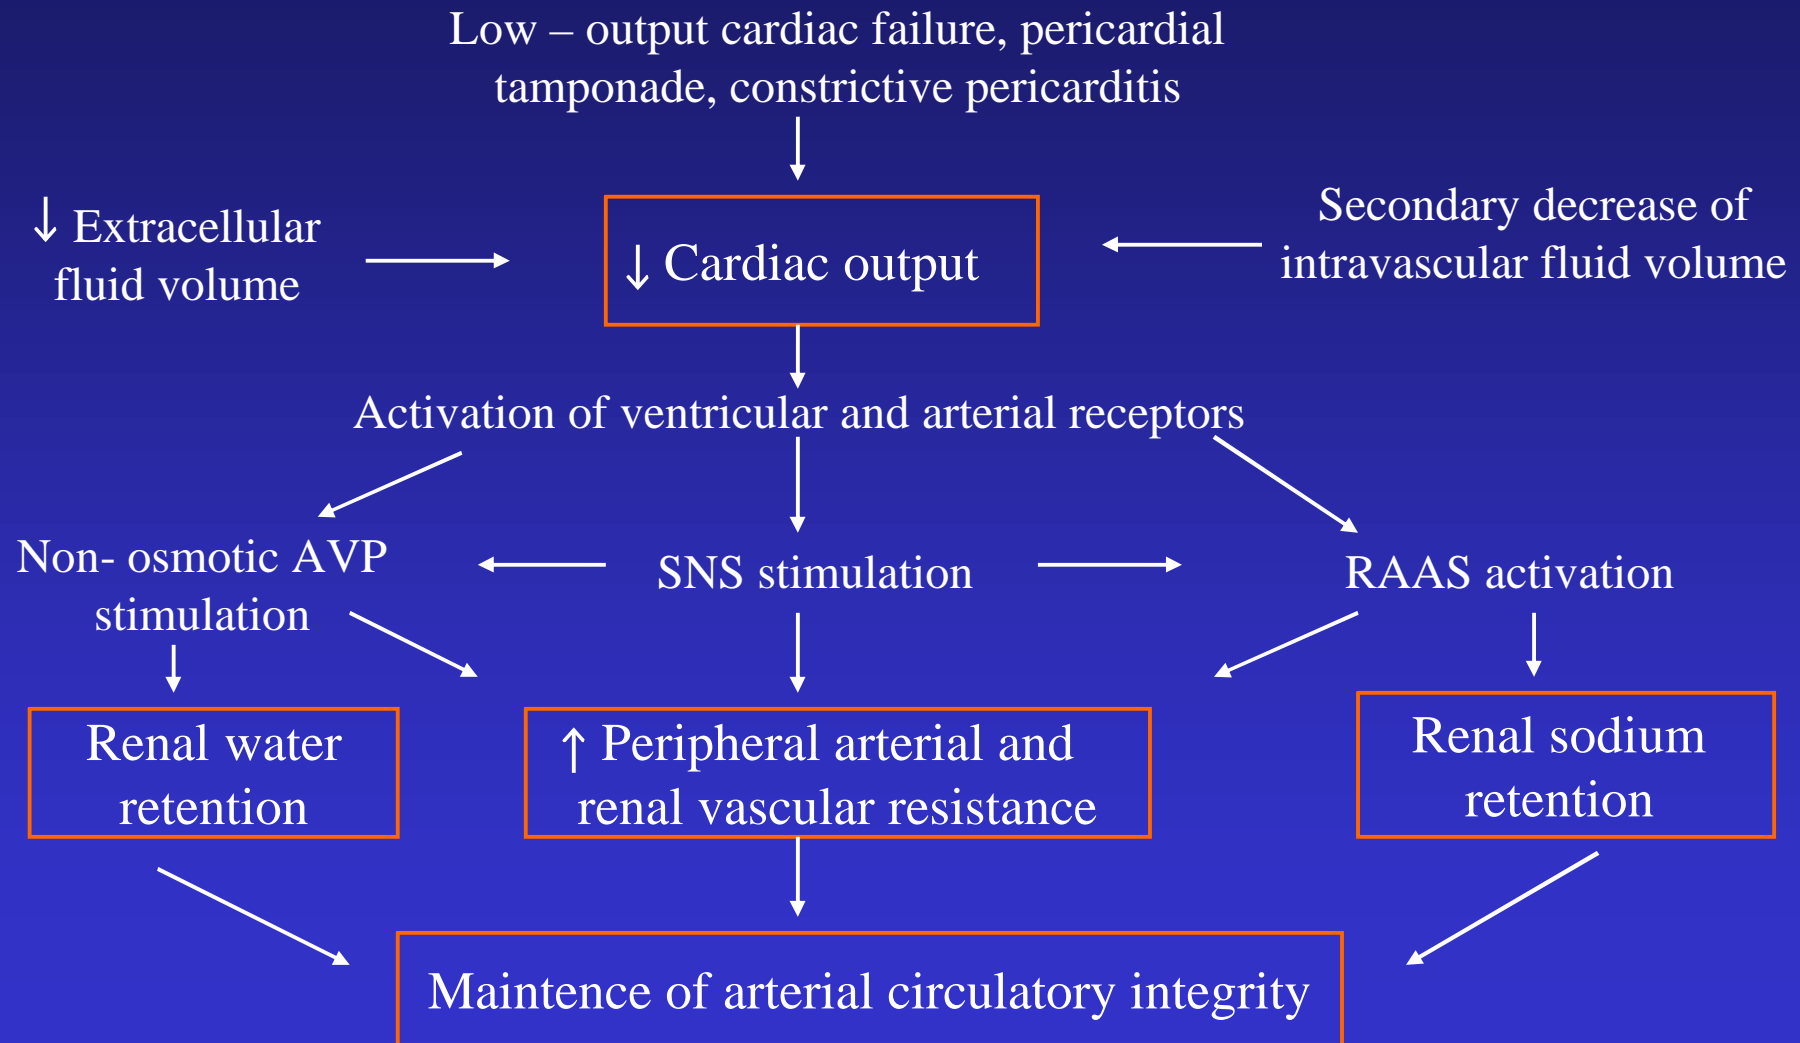 Low – output cardiac failure, pericardial
tamponade, constrictive pericarditis
↓ Extracellular
fluid volume
↓ Cardiac output
Secondary decrease of
intravascular fluid volume
Activation of ventricular and arterial receptors
Non- osmotic AVP
stimulation
SNS stimulation
RAAS activation
Renal water
retention
↑ Peripheral arterial and
renal vascular resistance
Renal sodium
retention
Maintence of arterial circulatory integrity